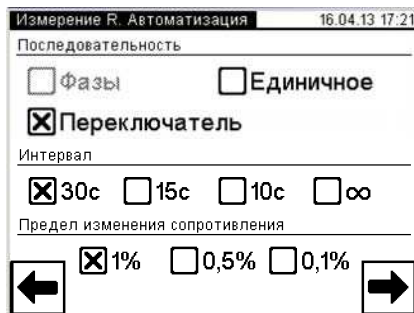 Измерение R. Автоматизация 16.04.13 17:21
Последовательность
Фазы Единичное
Переключатель
Интервал
30с 15с 10с ∞
Предел изменения сопротивления
1% 0,5% 0,1%